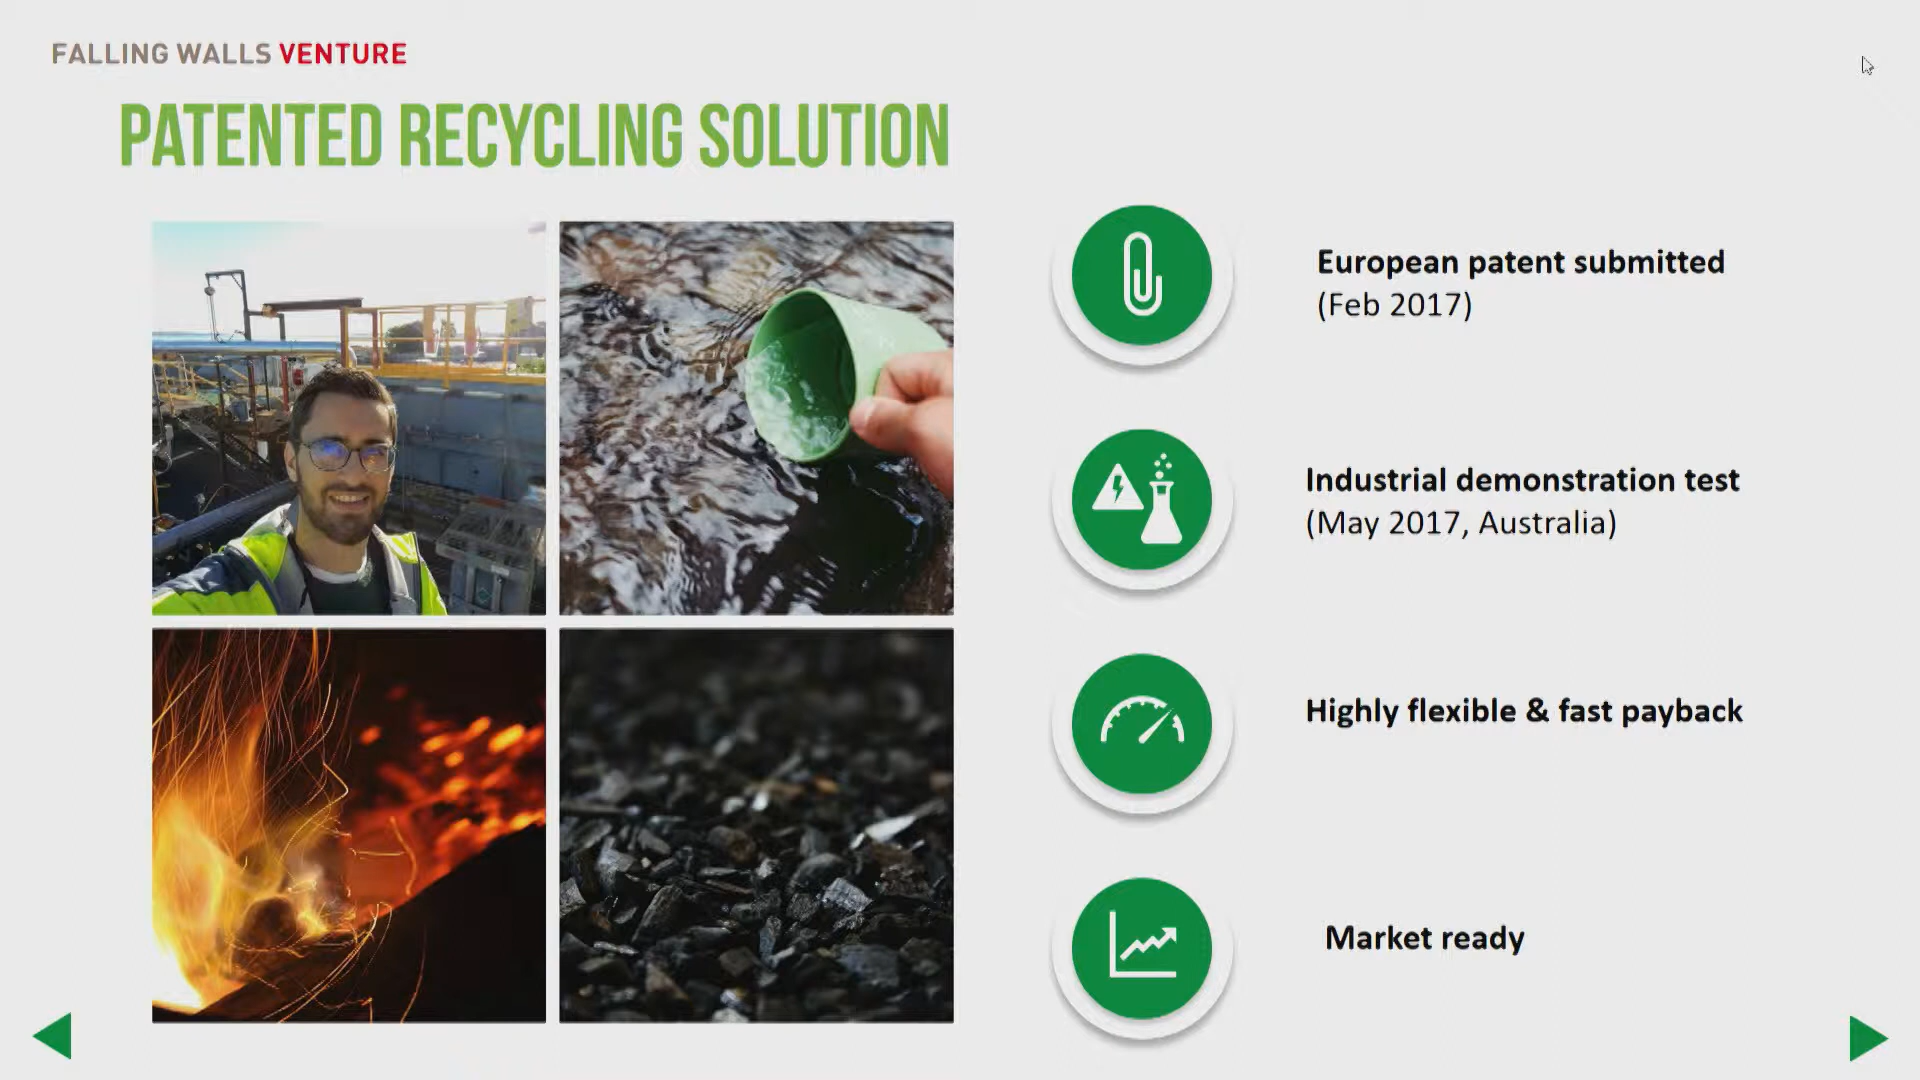 FALLING WALLS VENTURE
PATENTED RECYCLING SOLUTION
European patent submitted
(Feb 2017)
Industrial demonstration test
(May 2017, Australia)
Highly flexible & fast payback
Market ready